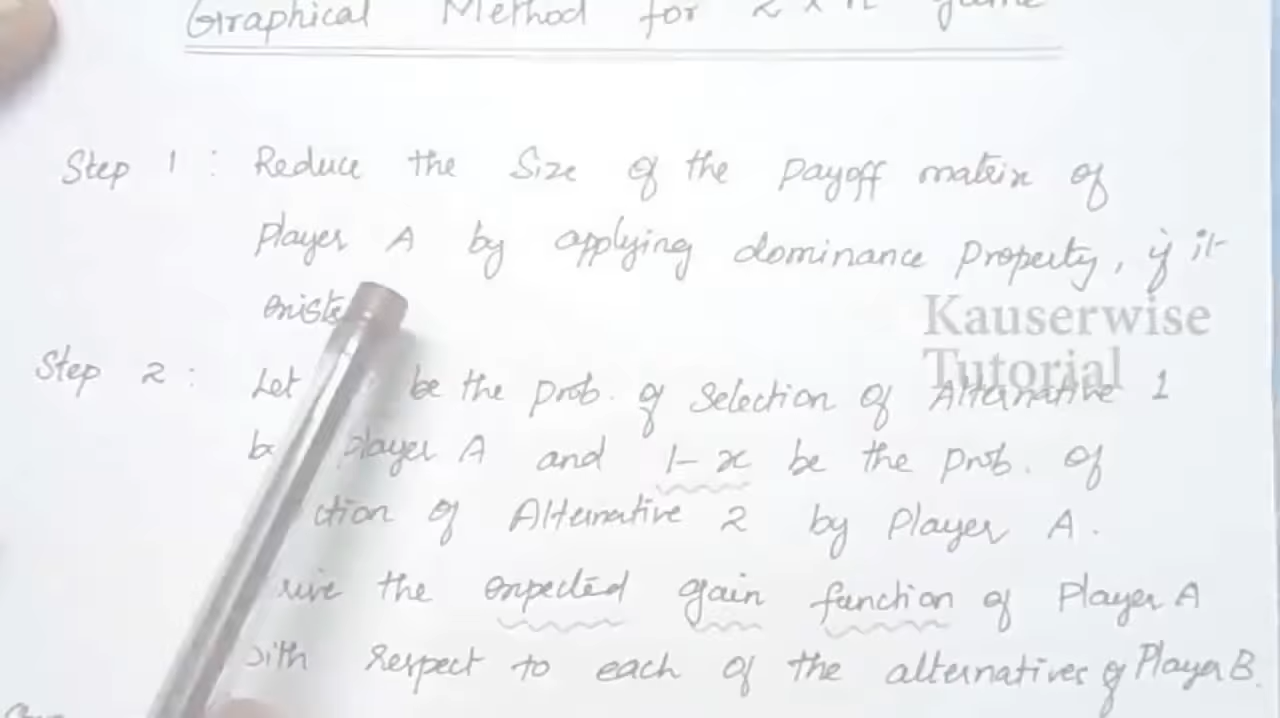 Graphical Method for 2 x n game
Step 1 : Reduce the Size of the Payoff matrix of
Player A by applying dominance Property, if it
Step 2 : Let be the prob. of Selection of Alternative 1
Player A and 1-x be the prob. of
ction of Alternative 2 by Player A.
the expected gain function of Player A
with respect to each of the alternatives of Player B.
Kauserwise
Tutorial